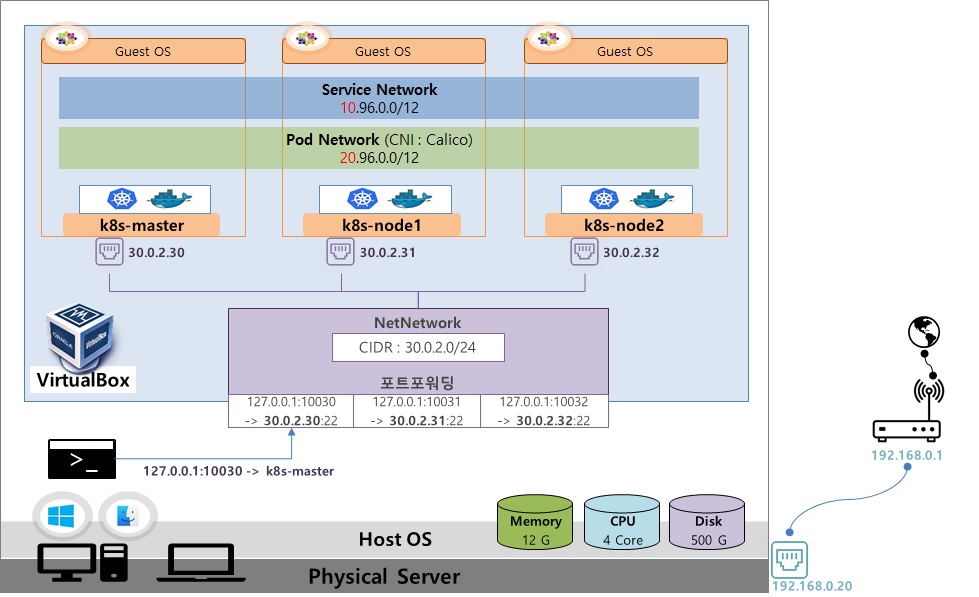 Guest OS
Guest OS
Guest OS
Service Network
10.96.0.0/12
Pod Network (CNI : Calico)
20.96.0.0/12
k8s-master
k8s-node1
k8s-node2
30.0.2.30
30.0.2.31
30.0.2.32
NetNetwork
CIDR : 30.0.2.0/24
포트포워딩
127.0.0.1:10030
-> 30.0.2.30:22
127.0.0.1:10031
-> 30.0.2.31:22
127.0.0.1:10032
-> 30.0.2.32:22
ORACLE
VirtualBox
VirtualBox
>_
127.0.0.1:10030 -> k8s-master
192.168.0.1
Memory
12 G
CPU
4 Core
Disk
500 G
Host OS
Physical Server
192.168.0.20